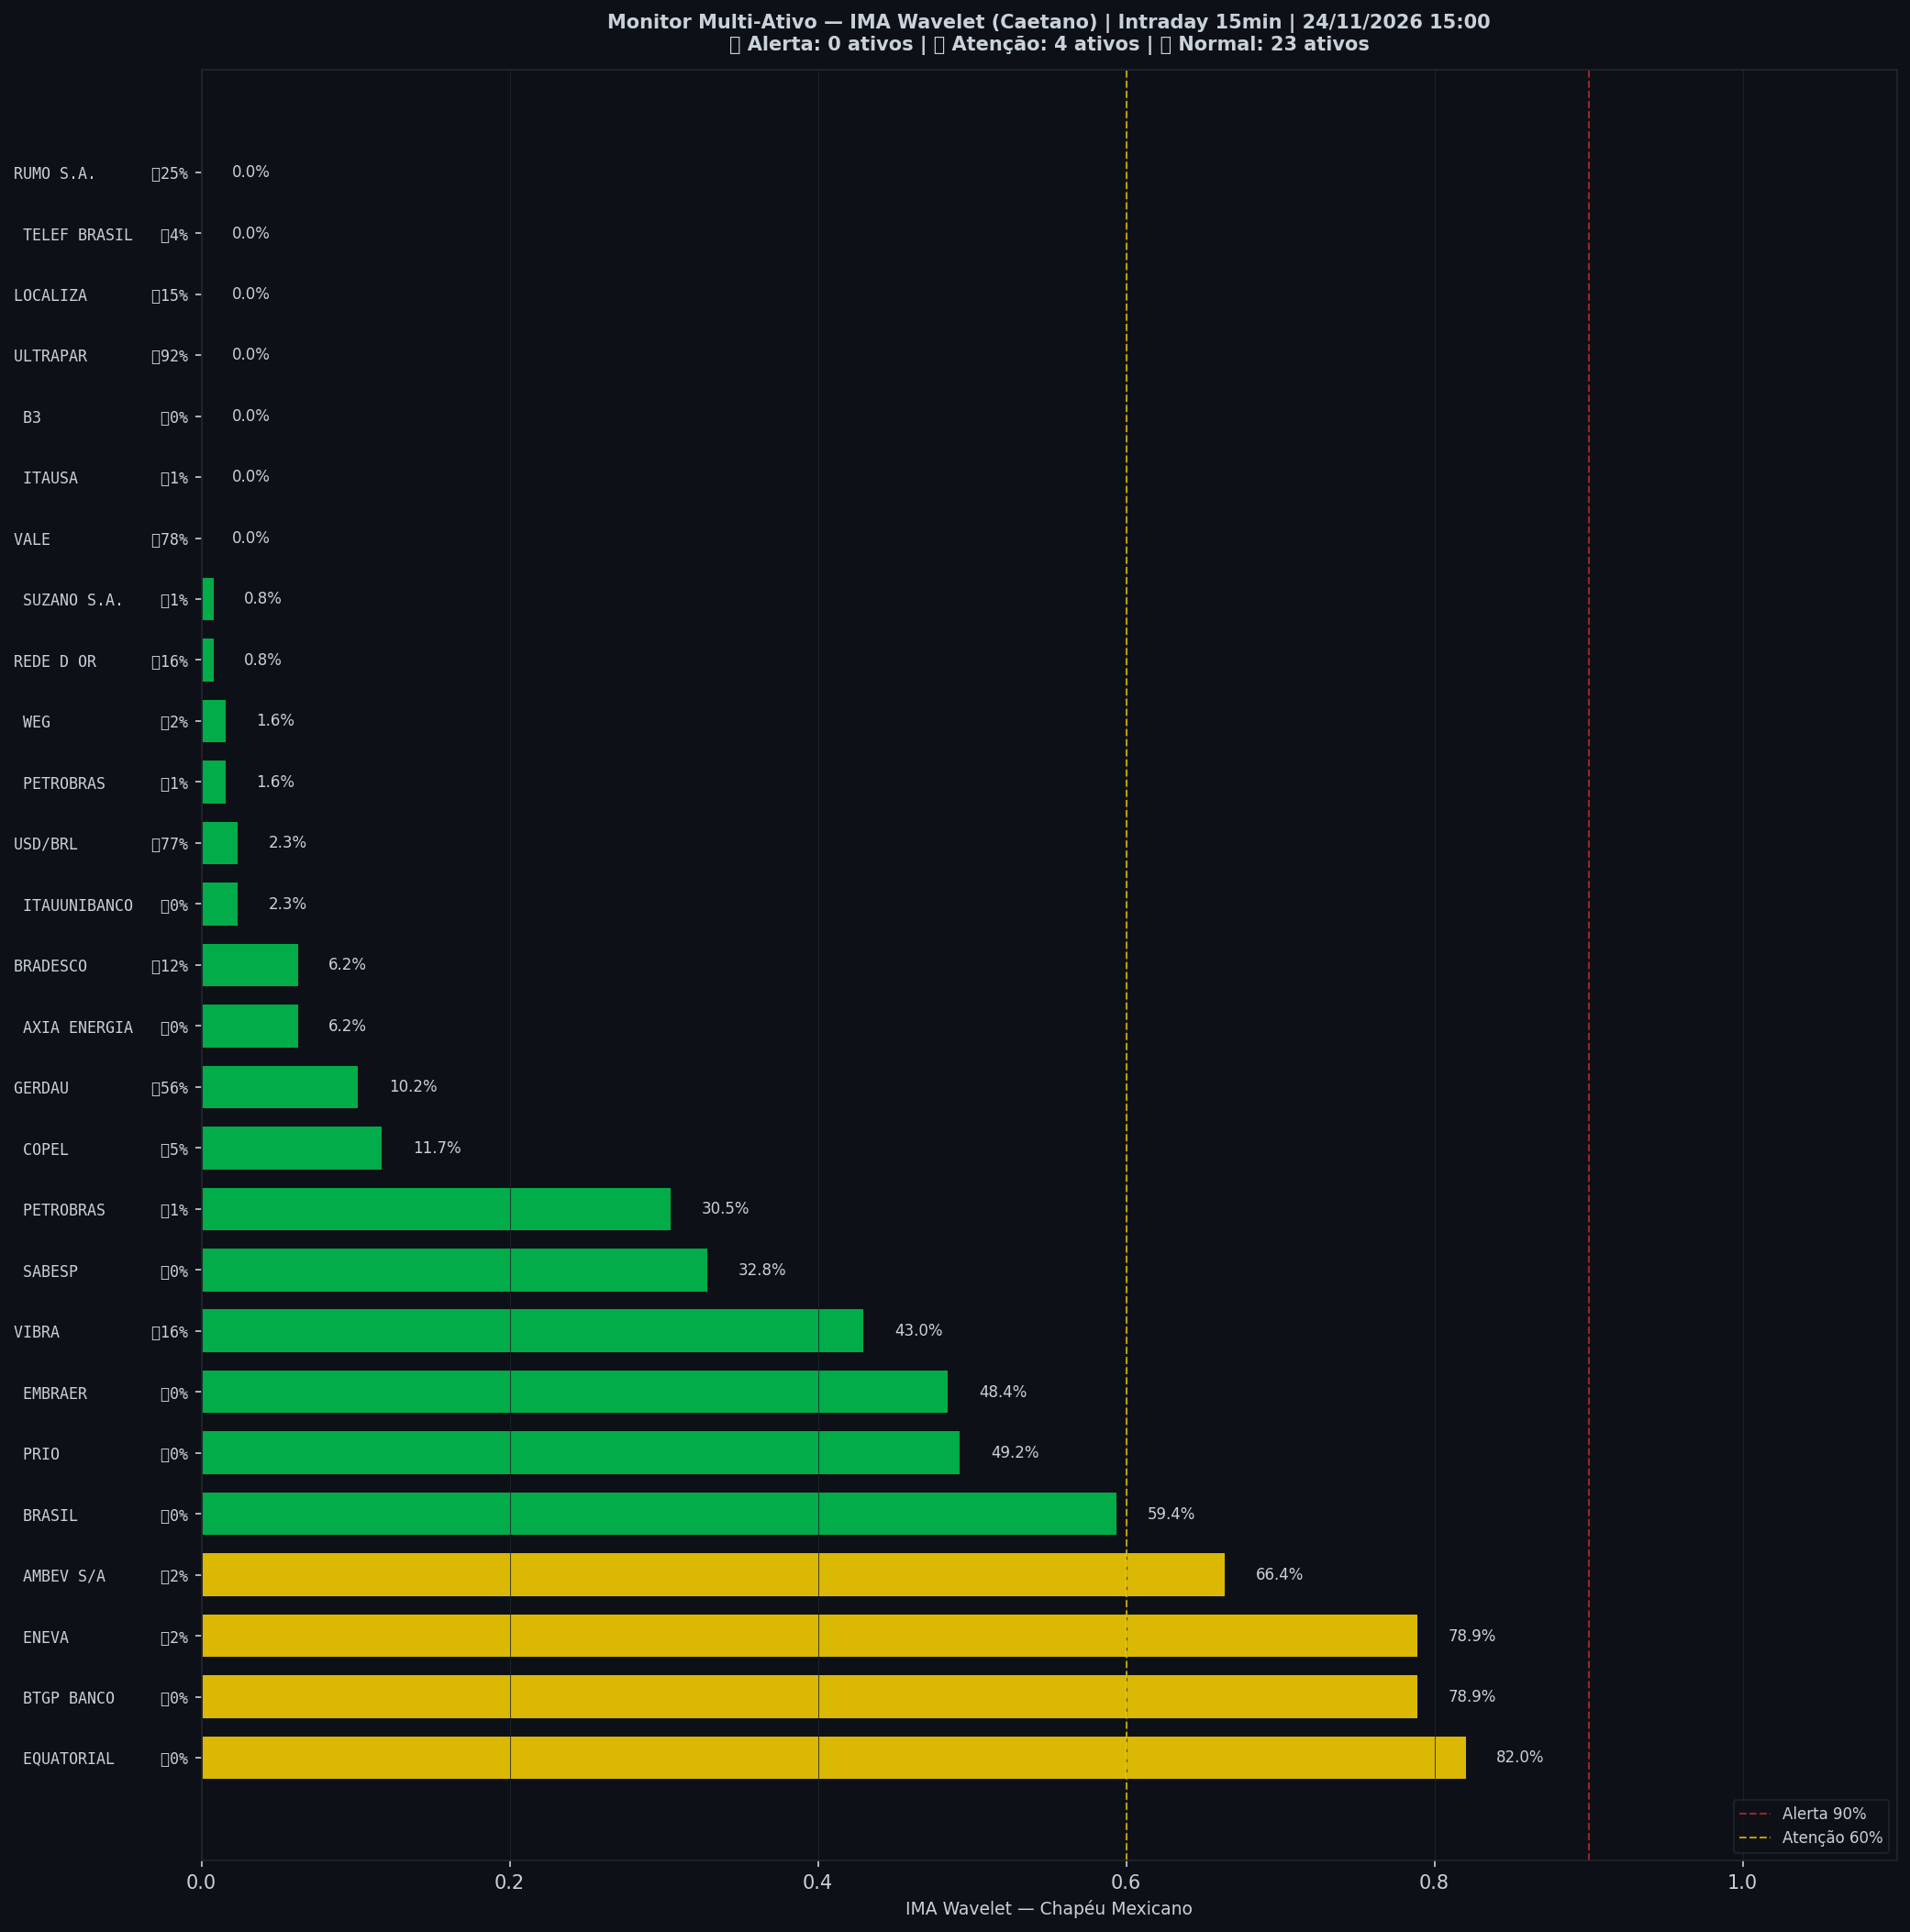 Monitor Multi-Ativo — IMA Wavelet (Caetano) | Intraday 15min | 24/11/2026 15:00
Alerta: 0 ativos | Atenção: 4 ativos | Normal: 23 ativos
RUMO S.A. 25% 0.0%
TELEF BRASIL 4% 0.0%
LOCALIZA 15% 0.0%
ULTRAPAR 92% 0.0%
B3 0% 0.0%
ITAUSA 1% 0.0%
VALE 78% 0.0%
SUZANO S.A. 1% 0.8%
REDE D OR 16% 0.8%
WEG 2% 1.6%
PETROBRAS 1% 1.6%
USD/BRL 77% 2.3%
ITAUUNIBANCO 0% 2.3%
BRADESCO 12% 6.2%
AXIA ENERGIA 0% 6.2%
GERDAU 56% 10.2%
COPEL 5% 11.7%
PETROBRAS 1% 30.5%
SABESP 0% 32.8%
VIBRA 16% 43.0%
EMBRAER 0% 48.4%
PRIO 0% 49.2%
BRASIL 0% 59.4%
AMBEV S/A 2% 66.4%
ENEVA 2% 78.9%
BTGP BANCO 0% 78.9%
EQUATORIAL 0% 82.0%
Alerta 90%
Atenção 60%
0.0 0.2 0.4 0.6 0.8 1.0
IMA Wavelet — Chapéu Mexicano